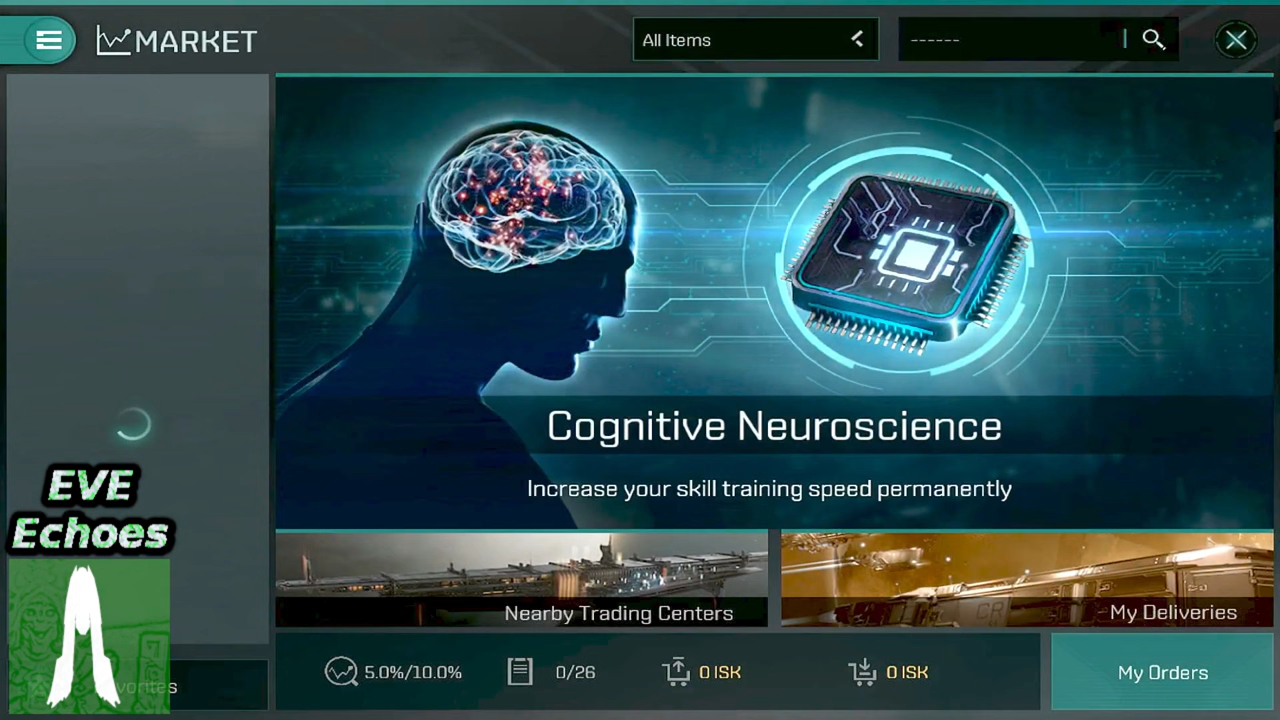 MARKET
All Items
------
Cognitive Neuroscience
Increase your skill training speed permanently
EVE
Echoes
Nearby Trading Centers
My Deliveries
5.0%/10.0%
0/26
0 ISK
0 ISK
My Orders